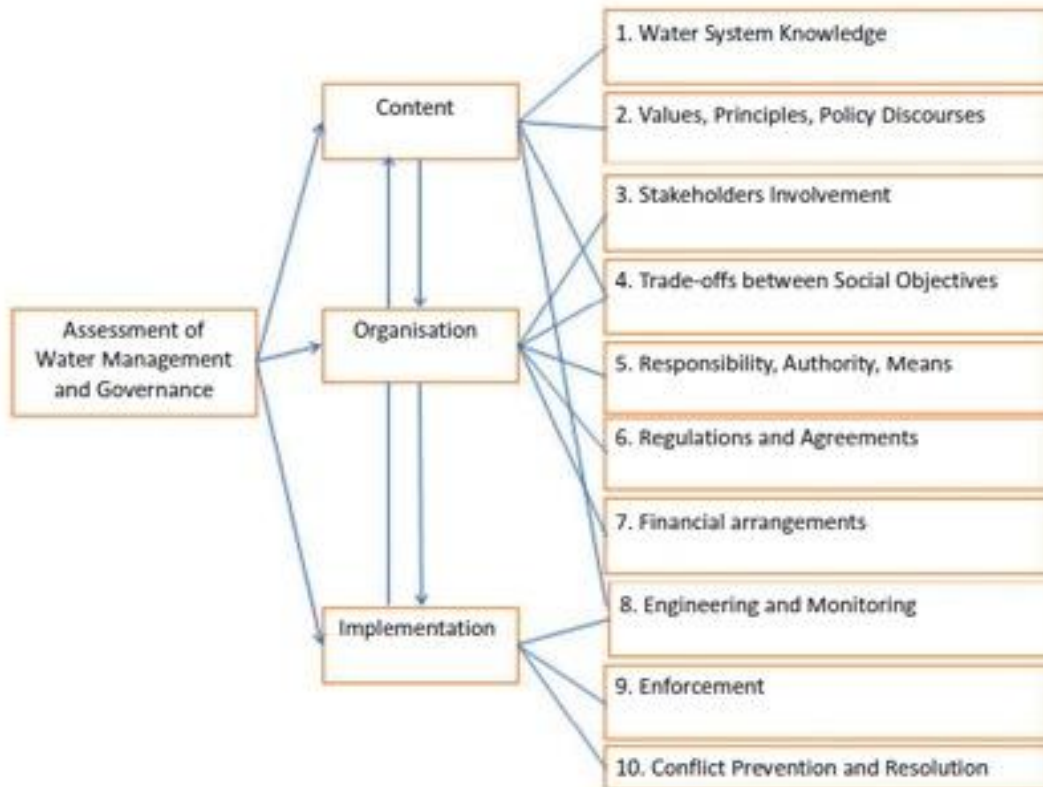 Assessment of
Water Management
and Governance
Content
Organisation
Implementation
1. Water System Knowledge
2. Values, Principles, Policy Discourses
3. Stakeholders Involvement
4. Trade-offs between Social Objectives
5. Responsibility, Authority, Means
6. Regulations and Agreements
7. Financial arrangements
8. Engineering and Monitoring
9. Enforcement
10. Conflict Prevention and Resolution